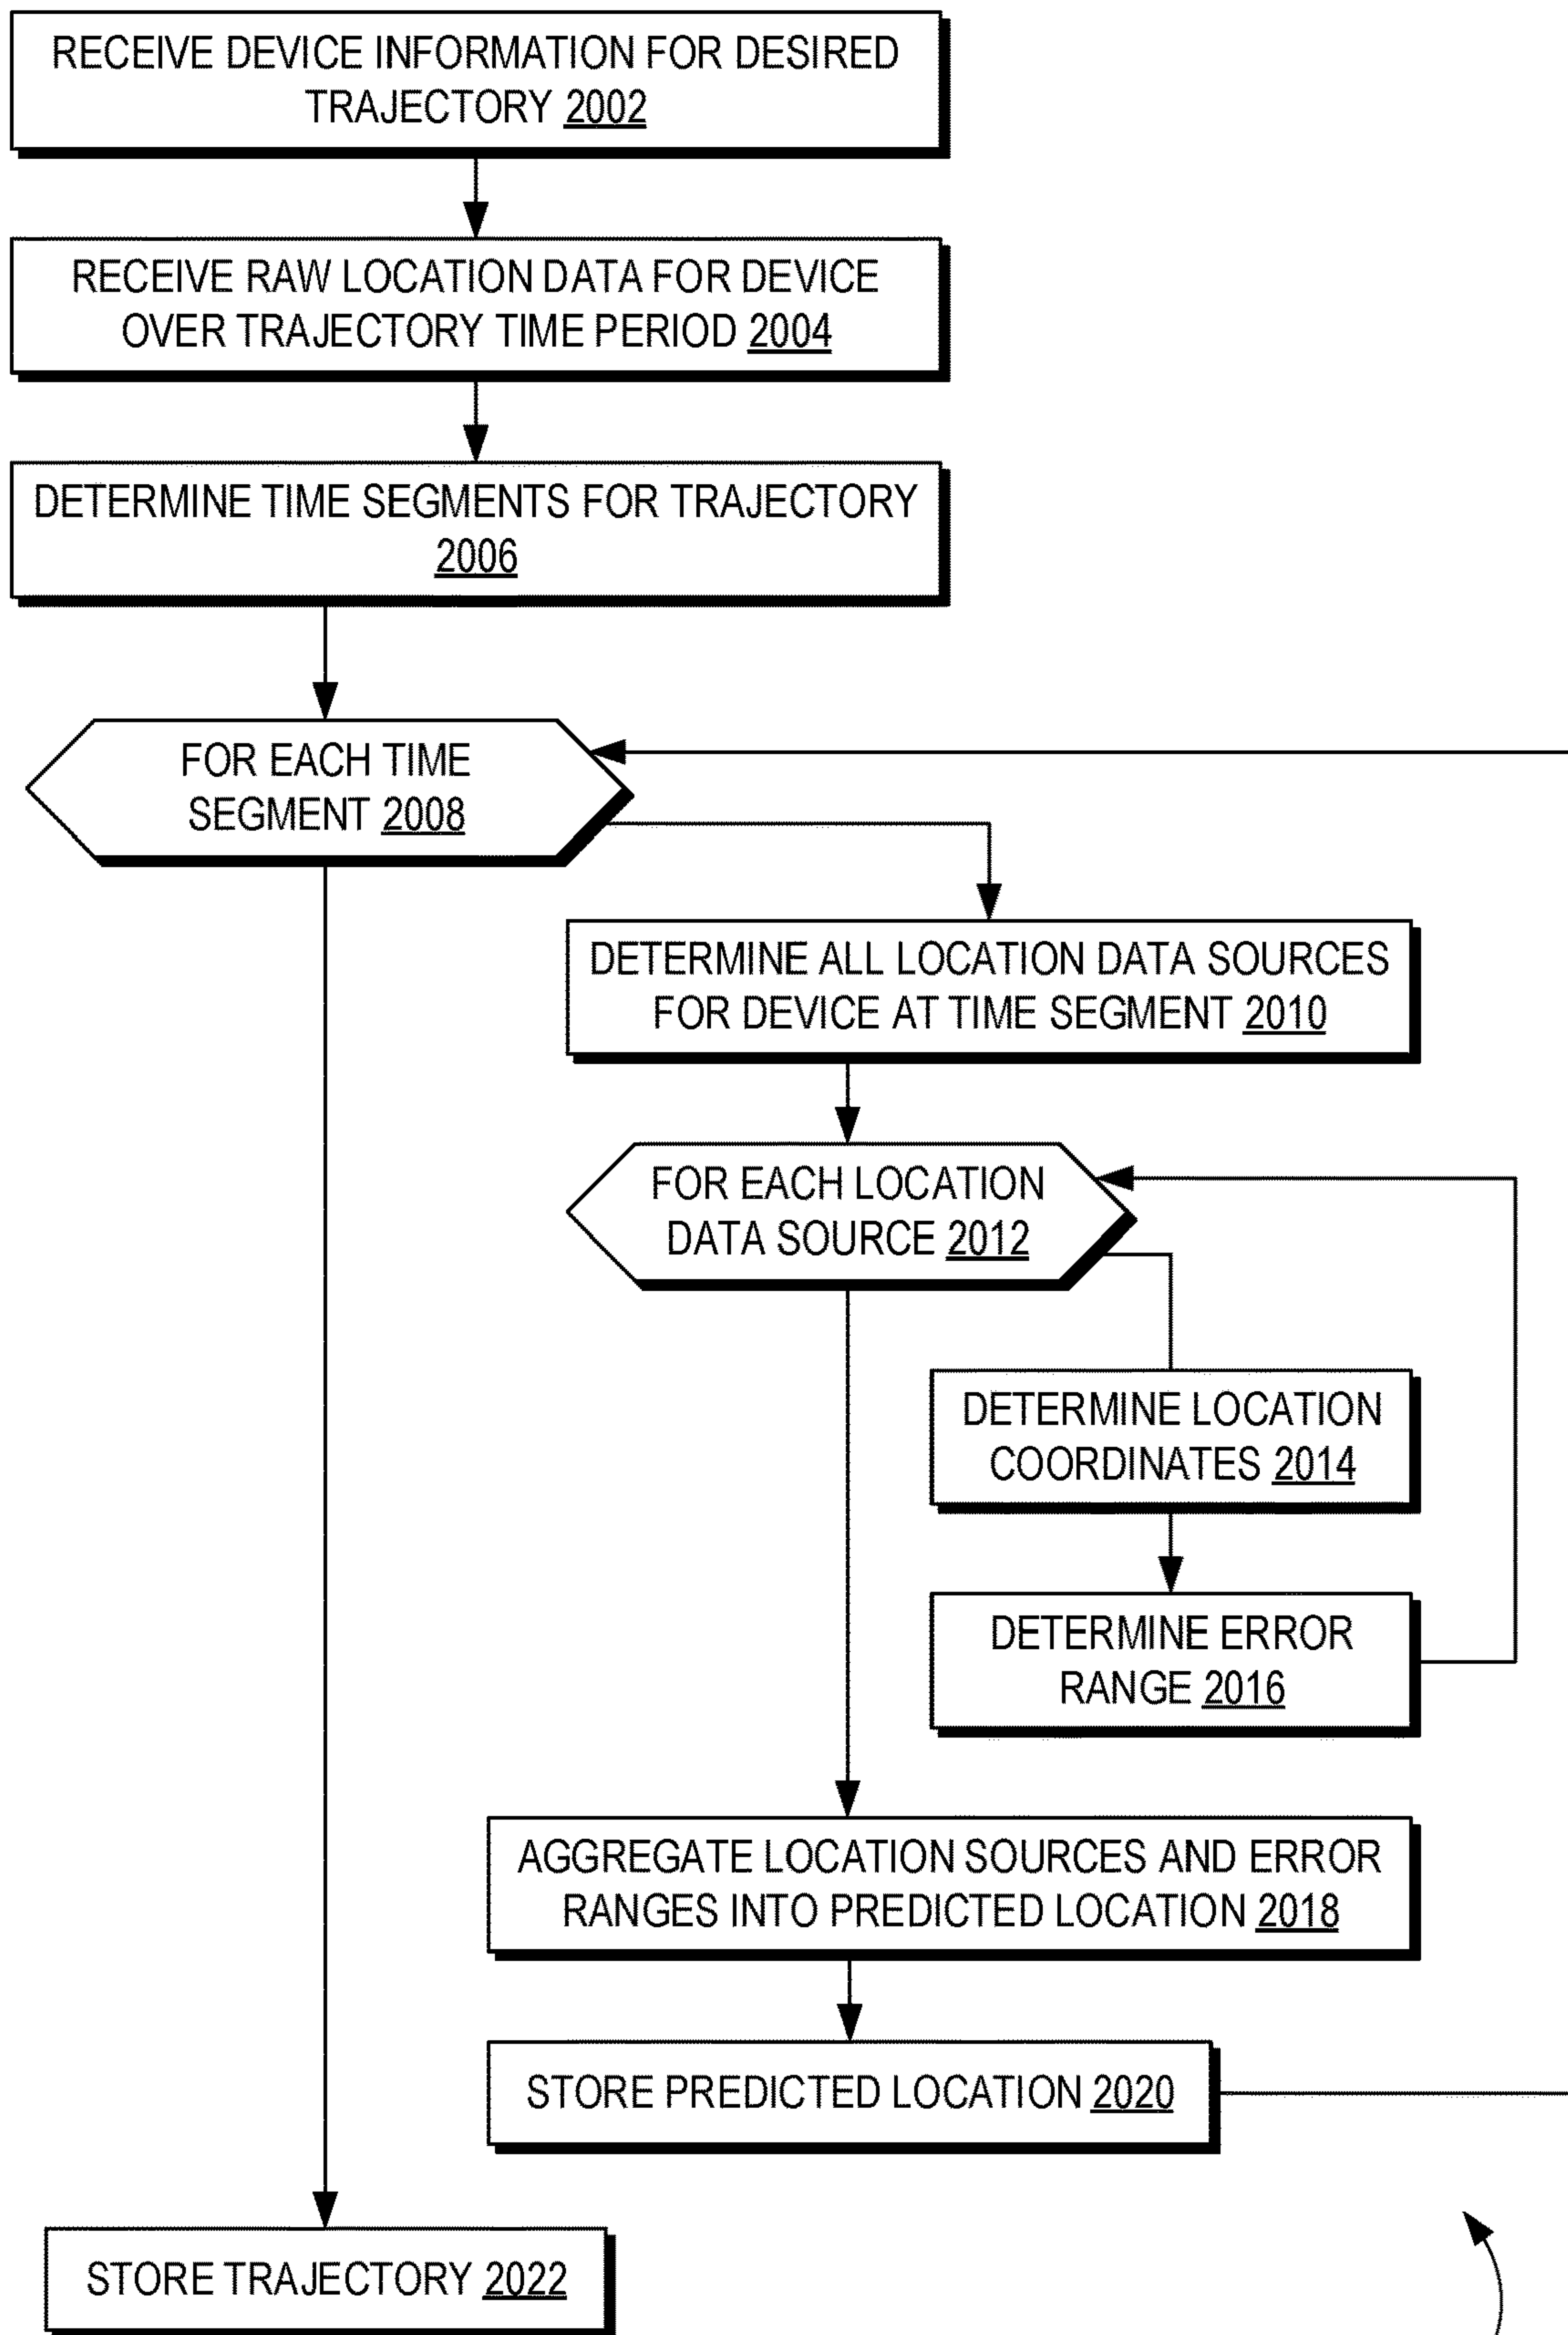 RECEIVE DEVICE INFORMATION FOR DESIRED
TRAJECTORY 2002
RECEIVE RAW LOCATION DATA FOR DEVICE
OVER TRAJECTORY TIME PERIOD 2004
DETERMINE TIME SEGMENTS FOR TRAJECTORY
2006
FOR EACH TIME
SEGMENT 2008
DETERMINE ALL LOCATION DATA SOURCES
FOR DEVICE AT TIME SEGMENT 2010
FOR EACH LOCATION
DATA SOURCE 2012
DETERMINE LOCATION
COORDINATES 2014
DETERMINE ERROR
RANGE 2016
AGGREGATE LOCATION SOURCES AND ERROR
RANGES INTO PREDICTED LOCATION 2018
STORE PREDICTED LOCATION 2020
STORE TRAJECTORY 2022